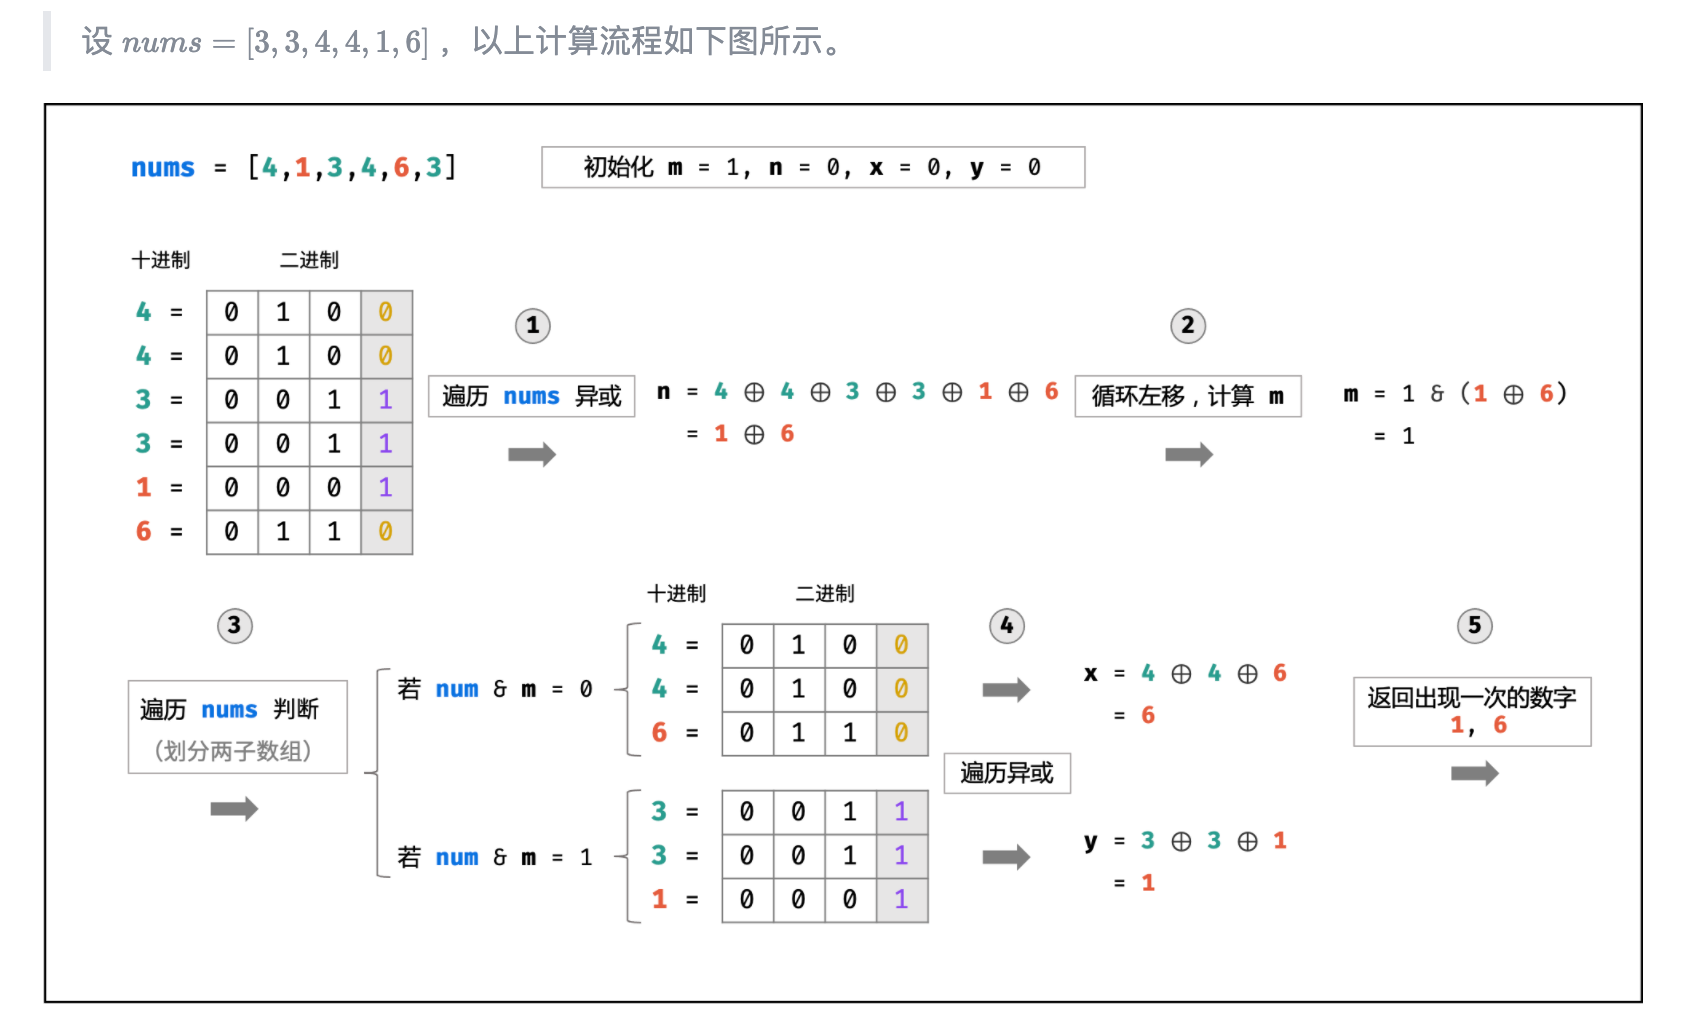 设 nums = [3, 3, 4, 4, 1, 6] ，以上计算流程如下图所示。
nums = [4,1,3,4,6,3]
初始化 m = 1, n = 0, x = 0, y = 0
十进制 二进制
4 = 0 1 0 0
4 = 0 1 0 0
3 = 0 0 1 1
3 = 0 0 1 1
1 = 0 0 0 1
6 = 0 1 1 0
1
遍历 nums 异或
n = 4 ⊕ 4 ⊕ 3 ⊕ 3 ⊕ 1 ⊕ 6
= 1 ⊕ 6
2
循环左移，计算 m
m = 1 & (1 ⊕ 6)
= 1
3
遍历 nums 判断
（划分两子数组）
若 num & m = 0
十进制 二进制
4 = 0 1 0 0
4 = 0 1 0 0
6 = 0 1 1 0
若 num & m = 1
3 = 0 0 1 1
3 = 0 0 1 1
1 = 0 0 0 1
4
遍历异或
x = 4 ⊕ 4 ⊕ 6
= 6
y = 3 ⊕ 3 ⊕ 1
= 1
5
返回出现一次的数字
1, 6